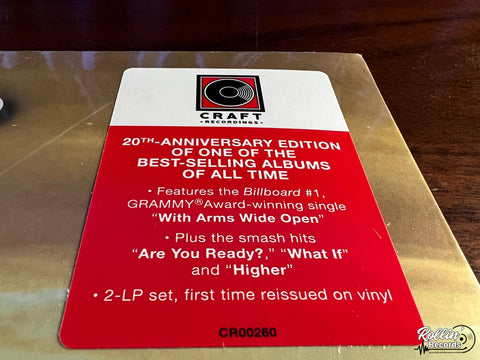 CRAFT
• RECORDINGS •
20TH-ANNIVERSARY EDITION
OF ONE OF THE
BEST-SELLING ALBUMS
OF ALL TIME
• Features the Billboard #1,
GRAMMY® Award-winning single
“With Arms Wide Open”
• Plus the smash hits
“Are You Ready?,” “What If”
and “Higher”
• 2-LP set, first time reissued on vinyl
CR00260
Rollin'
Records